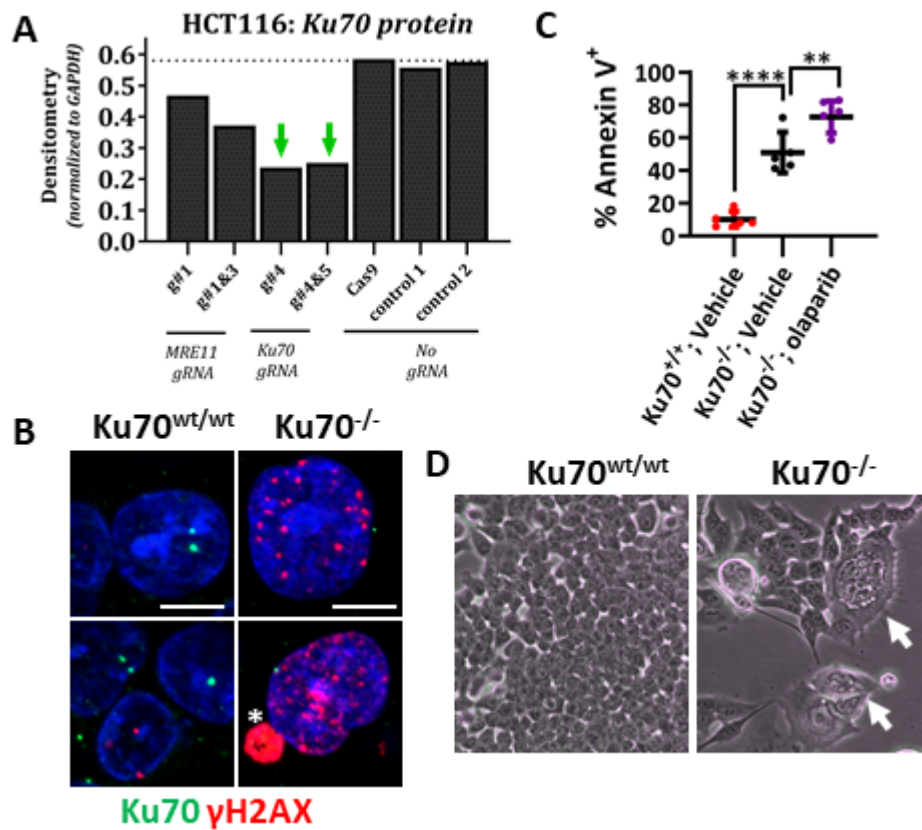 A
HCT116: Ku70 protein
Densitometry
(normalized to GAPDH)
0.6
0.5
0.4
0.3
0.2
0.1
0.0
g#1
g#1&3
g#4
g#4&5
Cas9
control 1
control 2
MRE11
gRNA
Ku70
gRNA
No
gRNA
C
% Annexin V+
100
80
60
40
20
0
****
**
Ku70+/+; Vehicle
Ku70-/-; Vehicle
Ku70-/-; olaparib
B
Ku70wt/wt
Ku70-/-
*
Ku70 γH2AX
D
Ku70wt/wt
Ku70-/-